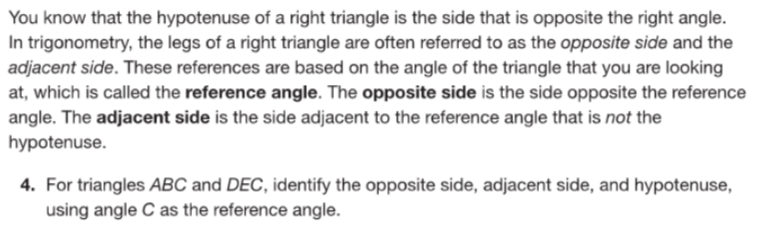 You know that the hypotenuse of a right triangle is the side that is opposite the right angle.
In trigonometry, the legs of a right triangle are often referred to as the opposite side and the
adjacent side. These references are based on the angle of the triangle that you are looking
at, which is called the reference angle. The opposite side is the side opposite the reference
angle. The adjacent side is the side adjacent to the reference angle that is not the
hypotenuse.
4. For triangles ABC and DEC, identify the opposite side, adjacent side, and hypotenuse,
using angle C as the reference angle.